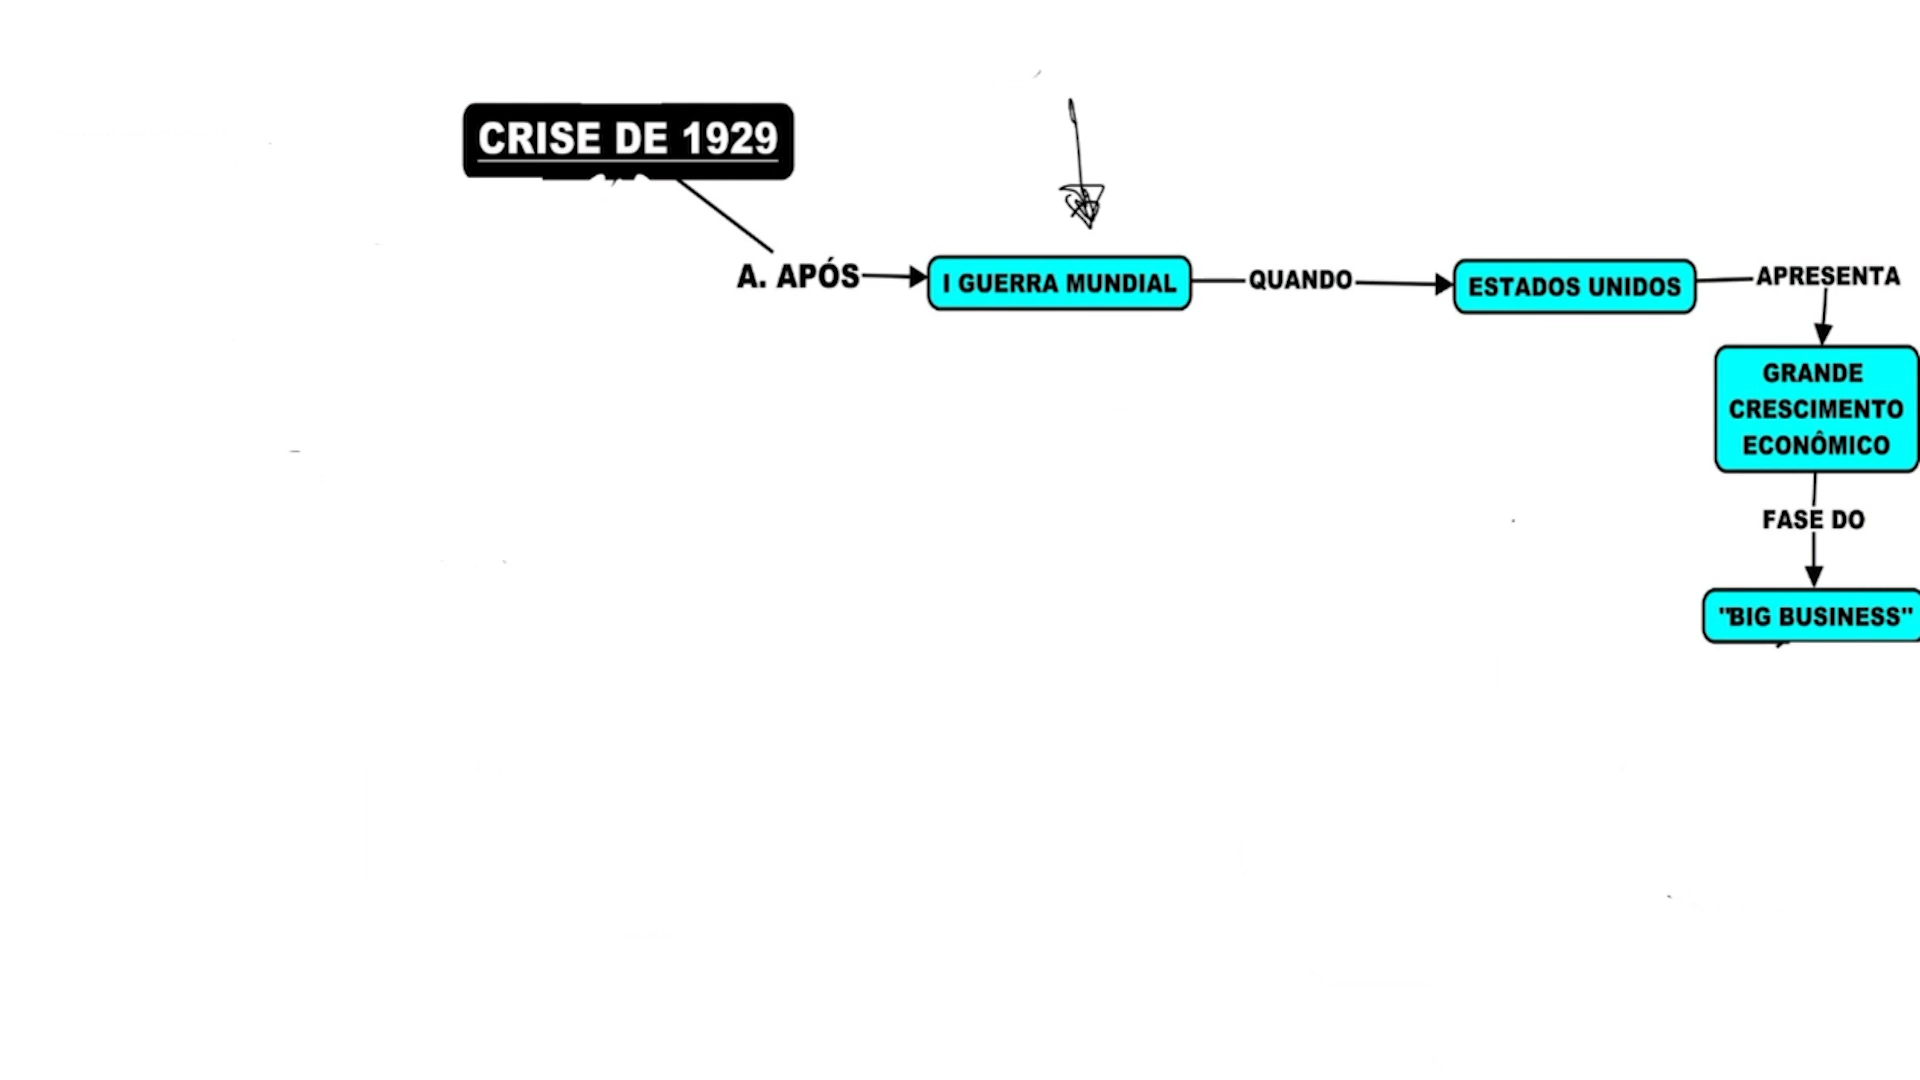 CRISE DE 1929
A. APÓS
I GUERRA MUNDIAL
QUANDO
ESTADOS UNIDOS
APRESENTA
GRANDE
CRESCIMENTO
ECONÔMICO
FASE DO
"BIG BUSINESS"